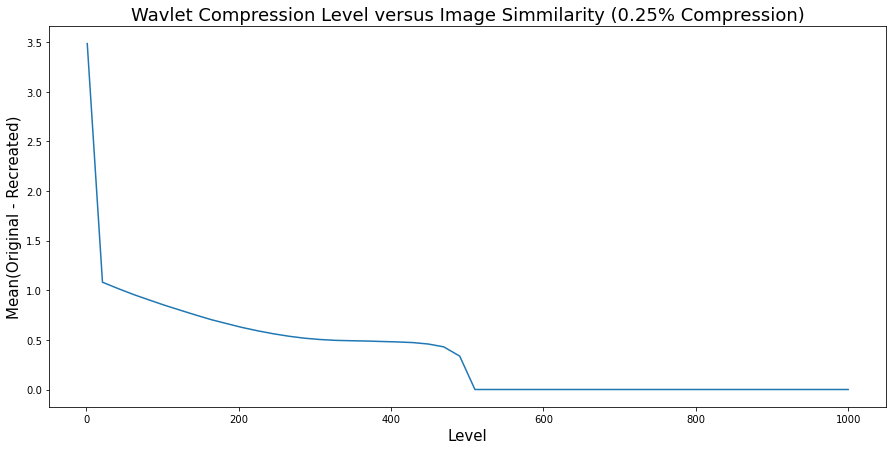 Wavlet Compression Level versus Image Simmilarity (0.25% Compression)
3.5
3.0
2.5
2.0
1.5
1.0
0.5
0.0
Mean(Original - Recreated)
0 200 400 600 800 1000
Level